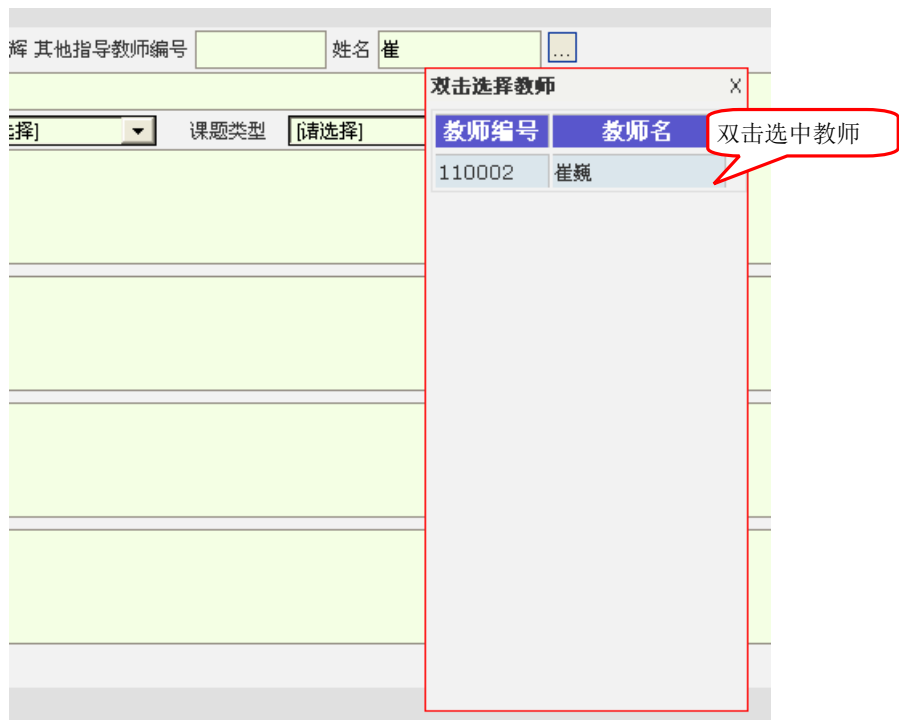 辉 其他指导教师编号 姓名 崔 ...
双击选择教师 X
择] 课题类型 [请选择]
教师编号 教师名
双击选中教师
110002 崔巍